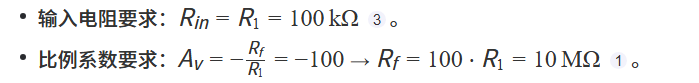 • 输入电阻要求：R_in = R_1 = 100 kΩ 3 。
• 比例系数要求：A_v = −R_f/R_1 = −100 → R_f = 100 · R_1 = 10 MΩ 1 。